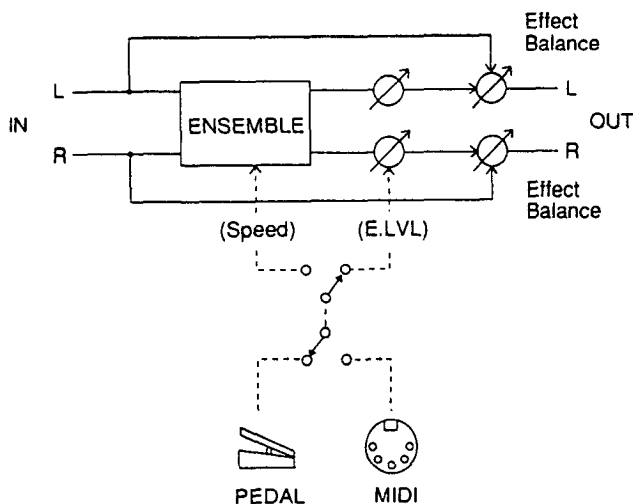 Effect
Balance
L
L
IN
ENSEMBLE
OUT
R
R
Effect
Balance
(Speed)
(E.LVL)
PEDAL
MIDI